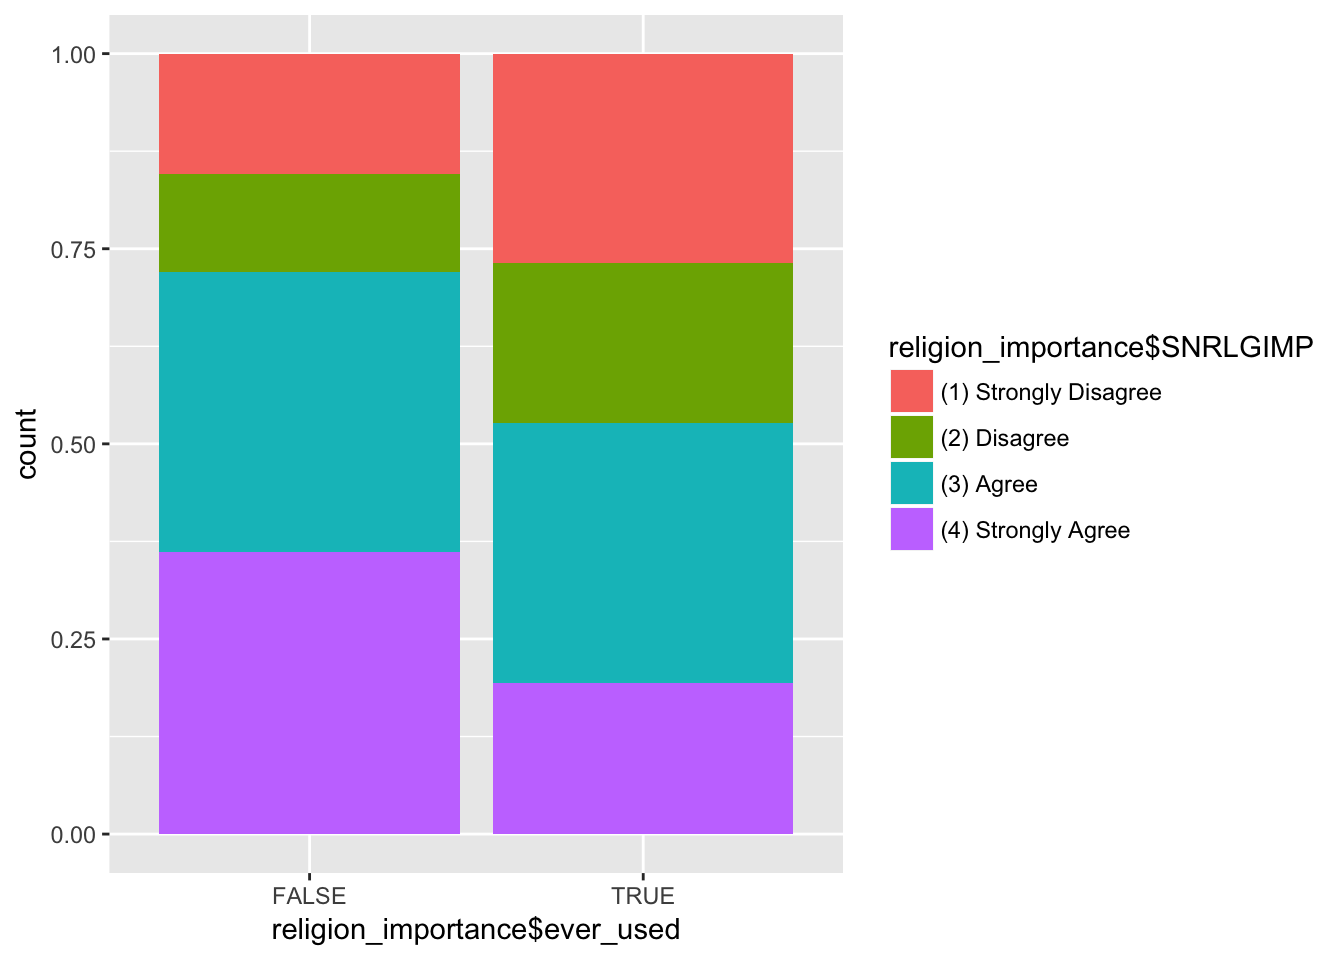 1.00
0.75
0.50
0.25
0.00
count
FALSE TRUE
religion_importance$ever_used
religion_importance$SNRLGIMP
(1) Strongly Disagree
(2) Disagree
(3) Agree
(4) Strongly Agree